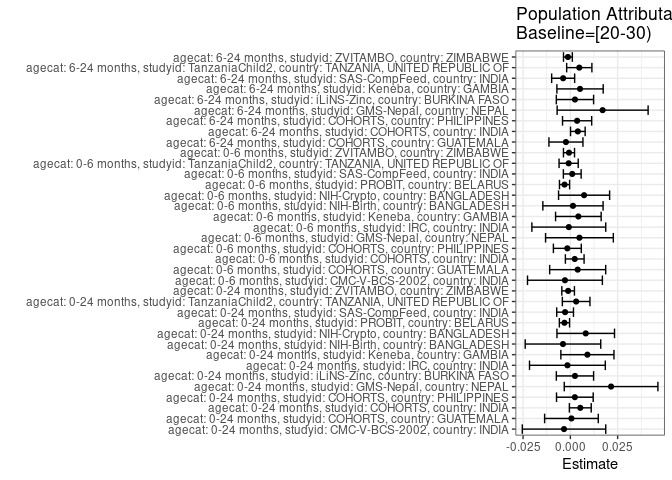 Population Attributa
Baseline=[20-30)
agecat: 6-24 months, studyid: ZVITAMBO, country: ZIMBABWE
agecat: 6-24 months, studyid: TanzaniaChild2, country: TANZANIA, UNITED REPUBLIC OF
agecat: 6-24 months, studyid: SAS-CompFeed, country: INDIA
agecat: 6-24 months, studyid: Keneba, country: GAMBIA
agecat: 6-24 months, studyid: iLiNS-Zinc, country: BURKINA FASO
agecat: 6-24 months, studyid: GMS-Nepal, country: NEPAL
agecat: 6-24 months, studyid: COHORTS, country: PHILIPPINES
agecat: 6-24 months, studyid: COHORTS, country: INDIA
agecat: 6-24 months, studyid: COHORTS, country: GUATEMALA
agecat: 0-6 months, studyid: ZVITAMBO, country: ZIMBABWE
agecat: 0-6 months, studyid: TanzaniaChild2, country: TANZANIA, UNITED REPUBLIC OF
agecat: 0-6 months, studyid: SAS-CompFeed, country: INDIA
agecat: 0-6 months, studyid: PROBIT, country: BELARUS
agecat: 0-6 months, studyid: NIH-Crypto, country: BANGLADESH
agecat: 0-6 months, studyid: NIH-Birth, country: BANGLADESH
agecat: 0-6 months, studyid: Keneba, country: GAMBIA
agecat: 0-6 months, studyid: IRC, country: INDIA
agecat: 0-6 months, studyid: GMS-Nepal, country: NEPAL
agecat: 0-6 months, studyid: COHORTS, country: PHILIPPINES
agecat: 0-6 months, studyid: COHORTS, country: INDIA
agecat: 0-6 months, studyid: COHORTS, country: GUATEMALA
agecat: 0-6 months, studyid: CMC-V-BCS-2002, country: INDIA
agecat: 0-24 months, studyid: ZVITAMBO, country: ZIMBABWE
agecat: 0-24 months, studyid: TanzaniaChild2, country: TANZANIA, UNITED REPUBLIC OF
agecat: 0-24 months, studyid: SAS-CompFeed, country: INDIA
agecat: 0-24 months, studyid: PROBIT, country: BELARUS
agecat: 0-24 months, studyid: NIH-Crypto, country: BANGLADESH
agecat: 0-24 months, studyid: NIH-Birth, country: BANGLADESH
agecat: 0-24 months, studyid: Keneba, country: GAMBIA
agecat: 0-24 months, studyid: IRC, country: INDIA
agecat: 0-24 months, studyid: iLiNS-Zinc, country: BURKINA FASO
agecat: 0-24 months, studyid: GMS-Nepal, country: NEPAL
agecat: 0-24 months, studyid: COHORTS, country: PHILIPPINES
agecat: 0-24 months, studyid: COHORTS, country: INDIA
agecat: 0-24 months, studyid: COHORTS, country: GUATEMALA
agecat: 0-24 months, studyid: CMC-V-BCS-2002, country: INDIA
-0.025 0.000 0.025
Estimate